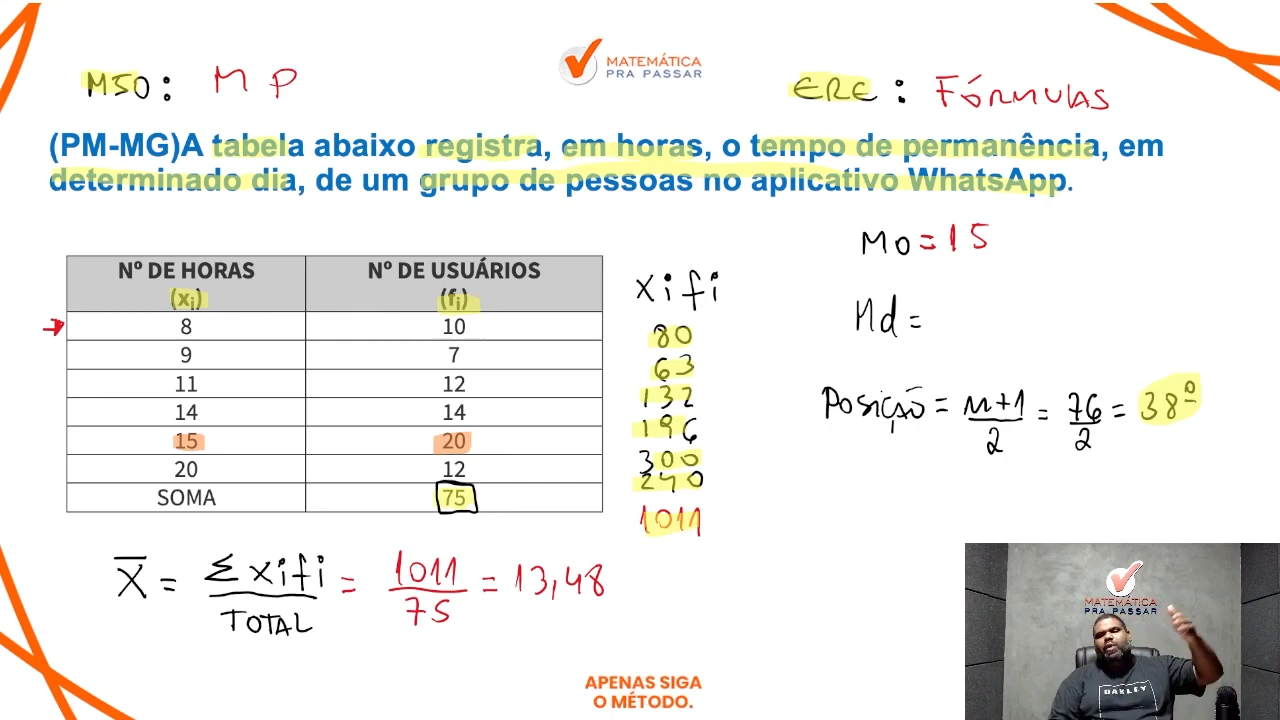 MATEMÁTICA
PRA PASSAR
M50: MP
ERE: FÓRMULAS
(PM-MG)A tabela abaixo registra, em horas, o tempo de permanência, em
determinado dia, de um grupo de pessoas no aplicativo WhatsApp.
Mo = 15
Nº DE HORAS (xi) Nº DE USUÁRIOS (fi) xifi
8 10 80
9 7 63
11 12 132
14 14 196
15 20 300
20 12 240
SOMA 75 1011
Md =
Posição = n+1/2 = 76/2 = 38º
X̅ = Σxifi/TOTAL = 1011/75 = 13,48
MATEMÁTICA
PRA PASSAR
OAKLEY
APENAS SIGA
O MÉTODO.